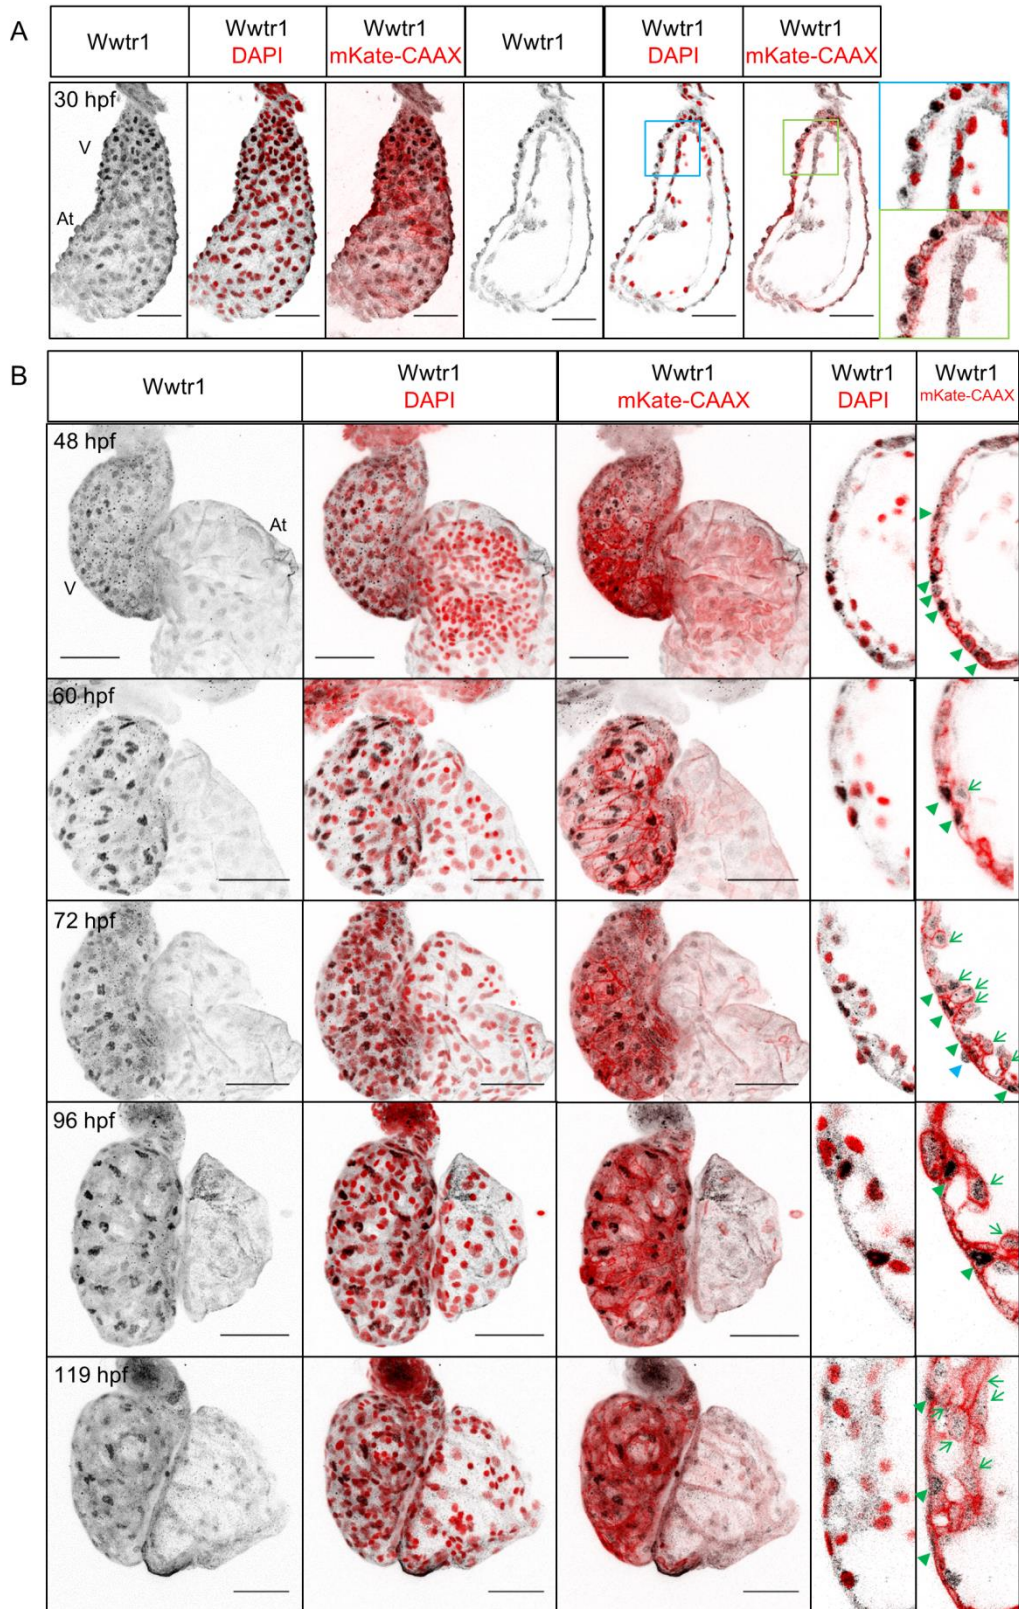 A
Wwtr1
Wwtr1
DAPI
Wwtr1
mKate-CAAX
Wwtr1
Wwtr1
DAPI
Wwtr1
mKate-CAAX
30 hpf
V
At
B
Wwtr1
Wwtr1
DAPI
Wwtr1
mKate-CAAX
Wwtr1
DAPI
Wwtr1
mKate-CAAX
48 hpf
At
V
60 hpf
72 hpf
96 hpf
119 hpf